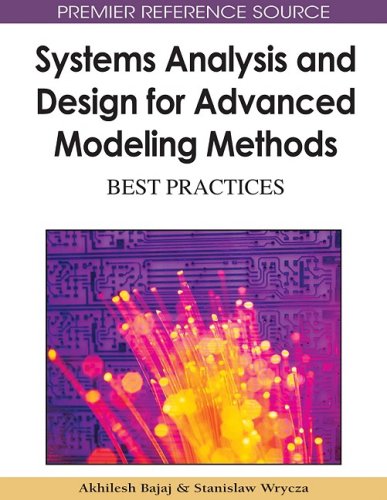 PREMIER REFERENCE SOURCE
Systems Analysis and
Design for Advanced
Modeling Methods
BEST PRACTICES
Akhilesh Bajaj & Stanislaw Wrycza